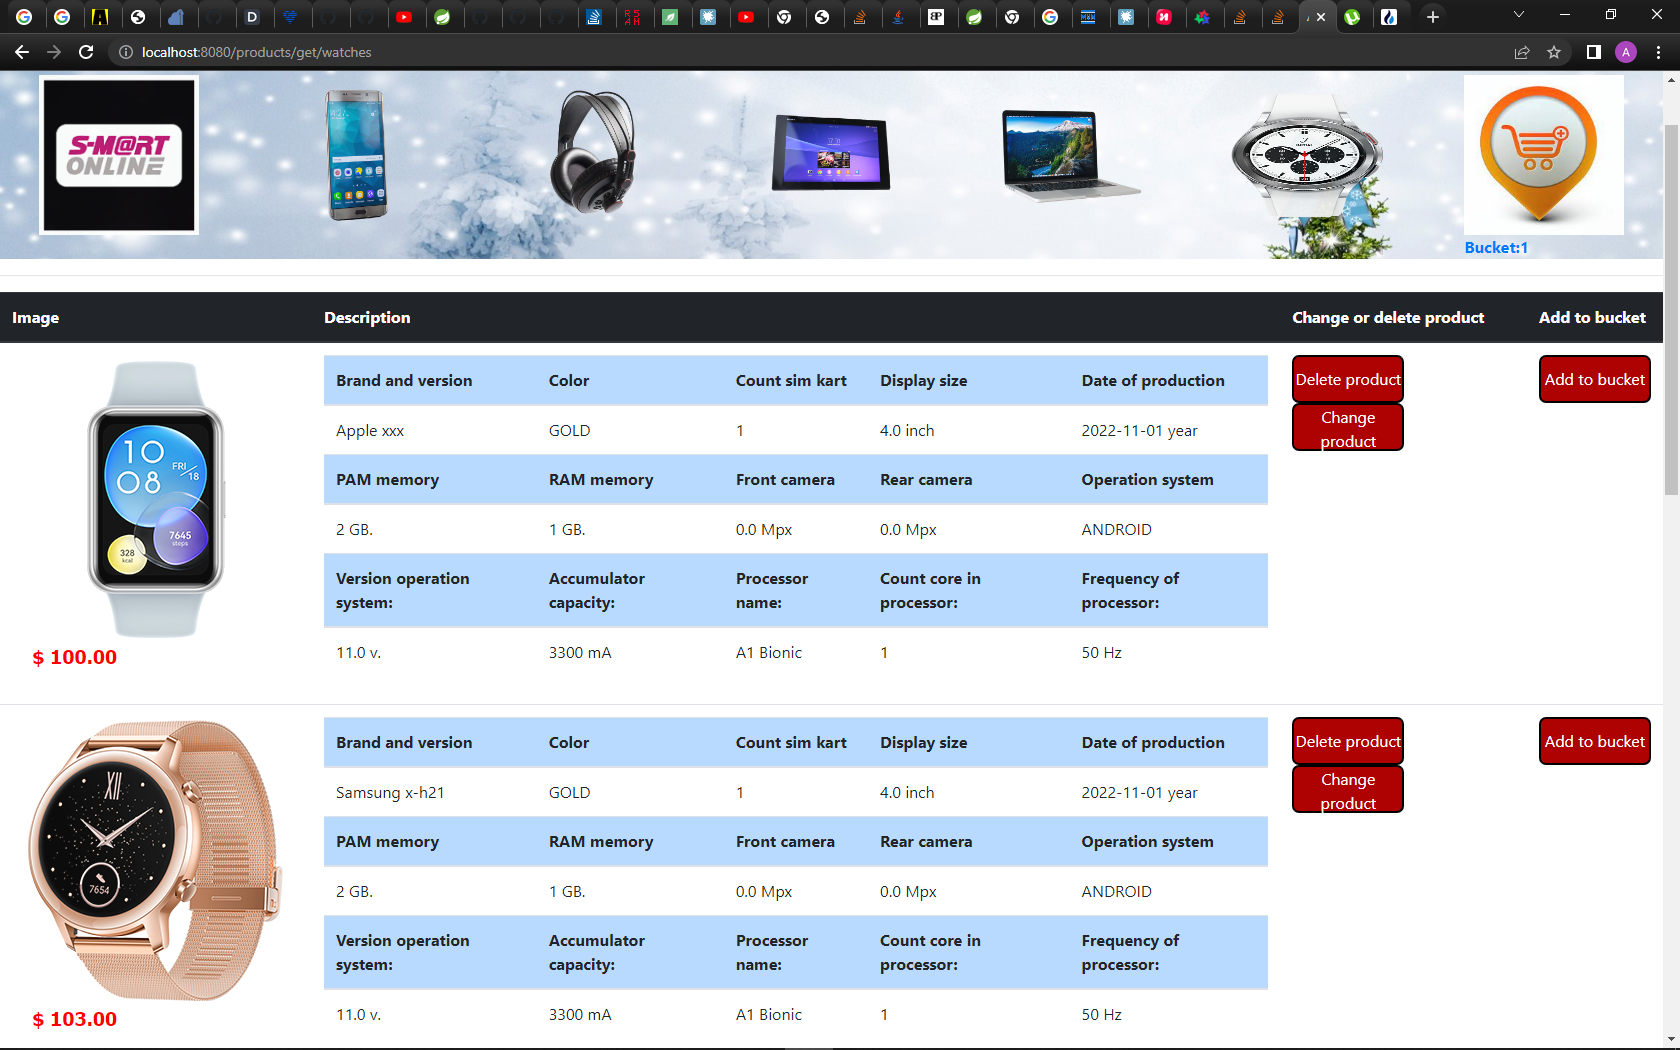 localhost:8080/products/get/watches
A
S-M@RT
ONLINE
Bucket:1
Image Description Change or delete product Add to bucket
Brand and version Color Count sim kart Display size Date of production
Delete product Add to bucket
Apple xxx GOLD 1 4.0 inch 2022-11-01 year
Change
product
PAM memory RAM memory Front camera Rear camera Operation system
2 GB. 1 GB. 0.0 Mpx 0.0 Mpx ANDROID
Version operation
system:
Accumulator
capacity:
Processor
name:
Count core in
processor:
Frequency of
processor:
11.0 v. 3300 mA A1 Bionic 1 50 Hz
10
08
FRI
18
7645
steps
328
kcal
$ 100.00
Brand and version Color Count sim kart Display size Date of production
Delete product Add to bucket
Samsung x-h21 GOLD 1 4.0 inch 2022-11-01 year
Change
product
PAM memory RAM memory Front camera Rear camera Operation system
2 GB. 1 GB. 0.0 Mpx 0.0 Mpx ANDROID
Version operation
system:
Accumulator
capacity:
Processor
name:
Count core in
processor:
Frequency of
processor:
11.0 v. 3300 mA A1 Bionic 1 50 Hz
XII
7654
$ 103.00